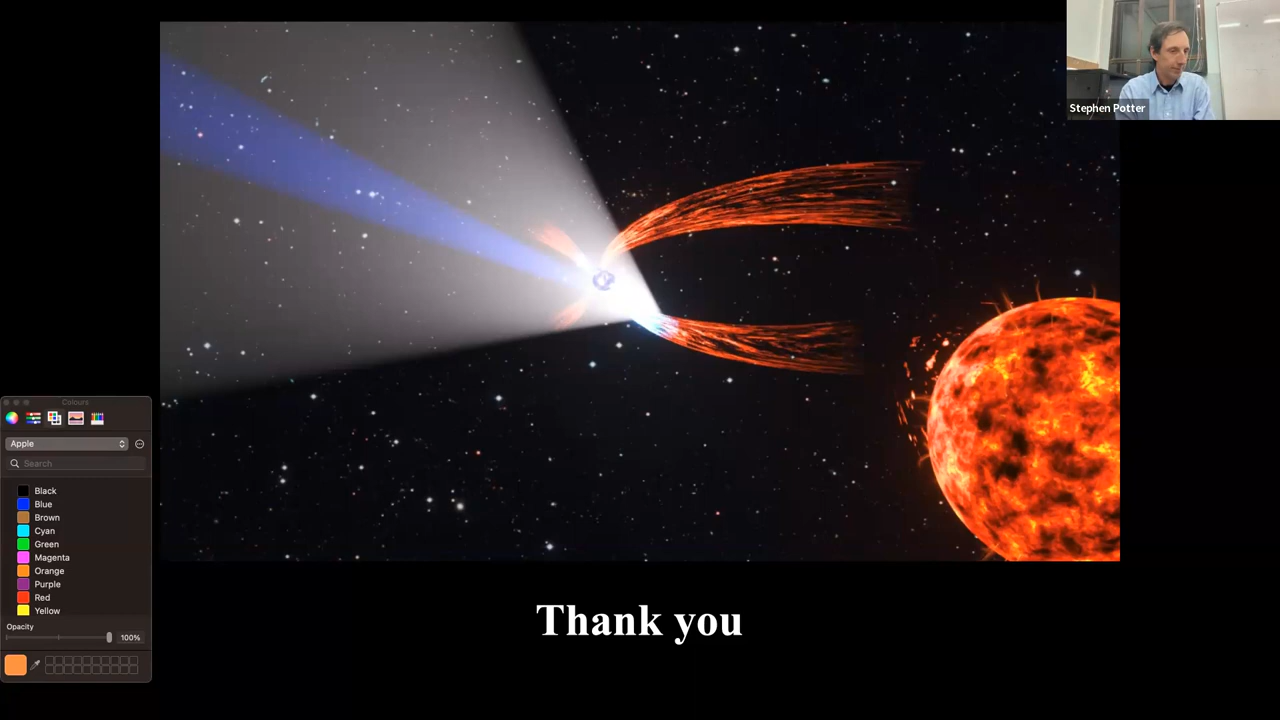 Stephen Potter
Colours
Apple
Search
Black
Blue
Brown
Cyan
Green
Magenta
Orange
Purple
Red
Yellow
Opacity
100%
Thank you